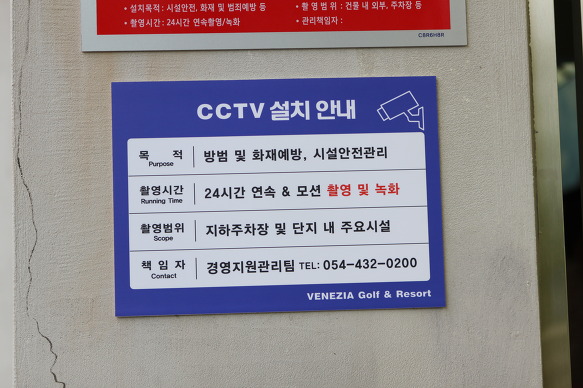 • 설치목적 : 시설안전, 화재 및 범죄예방 등
• 촬영범위 : 건물 내 외부, 주차장 등
• 촬영시간 : 24시간 연속촬영/녹화
• 관리책임자 :
C8R6H8R
CCTV 설치 안내
목 적 방범 및 화재예방, 시설안전관리
Purpose
촬영시간 24시간 연속 & 모션 촬영 및 녹화
Running Time
촬영범위 지하주차장 및 단지 내 주요시설
Scope
책 임 자 경영지원관리팀 TEL: 054-432-0200
Contact
VENEZIA Golf & Resort